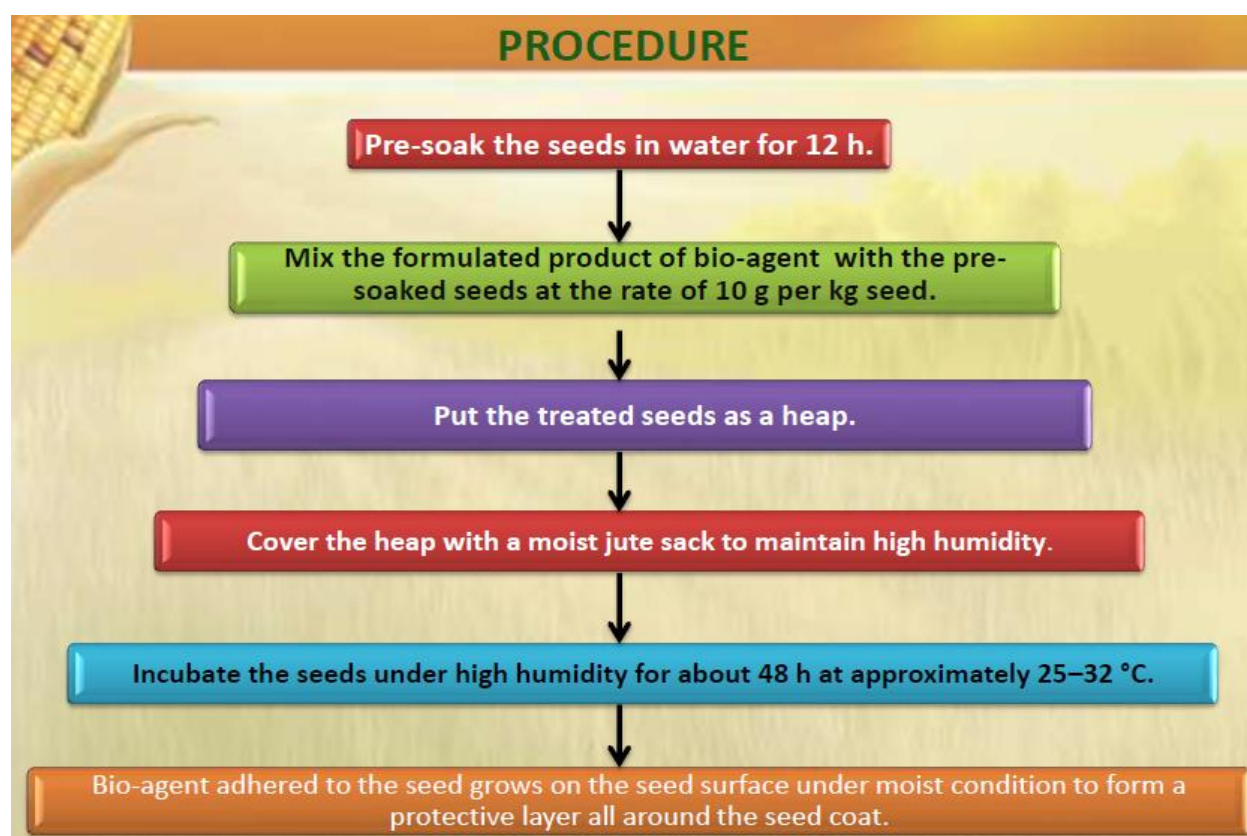 PROCEDURE
Pre-soak the seeds in water for 12 h.
Mix the formulated product of bio-agent with the pre-
soaked seeds at the rate of 10 g per kg seed.
Put the treated seeds as a heap.
Cover the heap with a moist jute sack to maintain high humidity.
Incubate the seeds under high humidity for about 48 h at approximately 25–32 °C.
Bio-agent adhered to the seed grows on the seed surface under moist condition to form a
protective layer all around the seed coat.